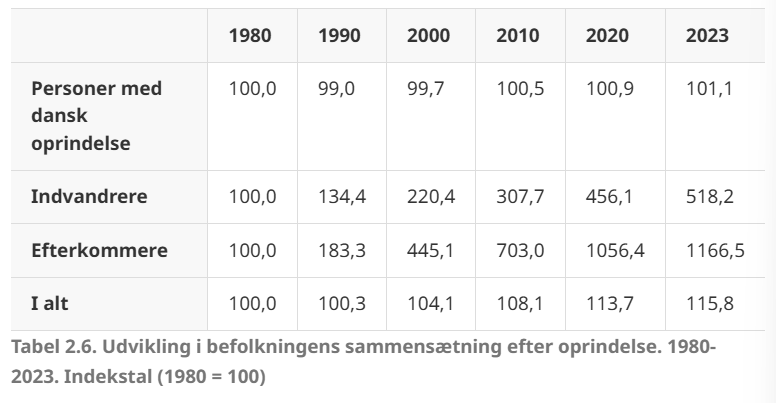 1980 1990 2000 2010 2020 2023
Personer med 100,0 99,0 99,7 100,5 100,9 101,1
dansk
oprindelse
Indvandrere 100,0 134,4 220,4 307,7 456,1 518,2
Efterkommere 100,0 183,3 445,1 703,0 1056,4 1166,5
I alt 100,0 100,3 104,1 108,1 113,7 115,8
Tabel 2.6. Udvikling i befolkningens sammensætning efter oprindelse. 1980-
2023. Indekstal (1980 = 100)